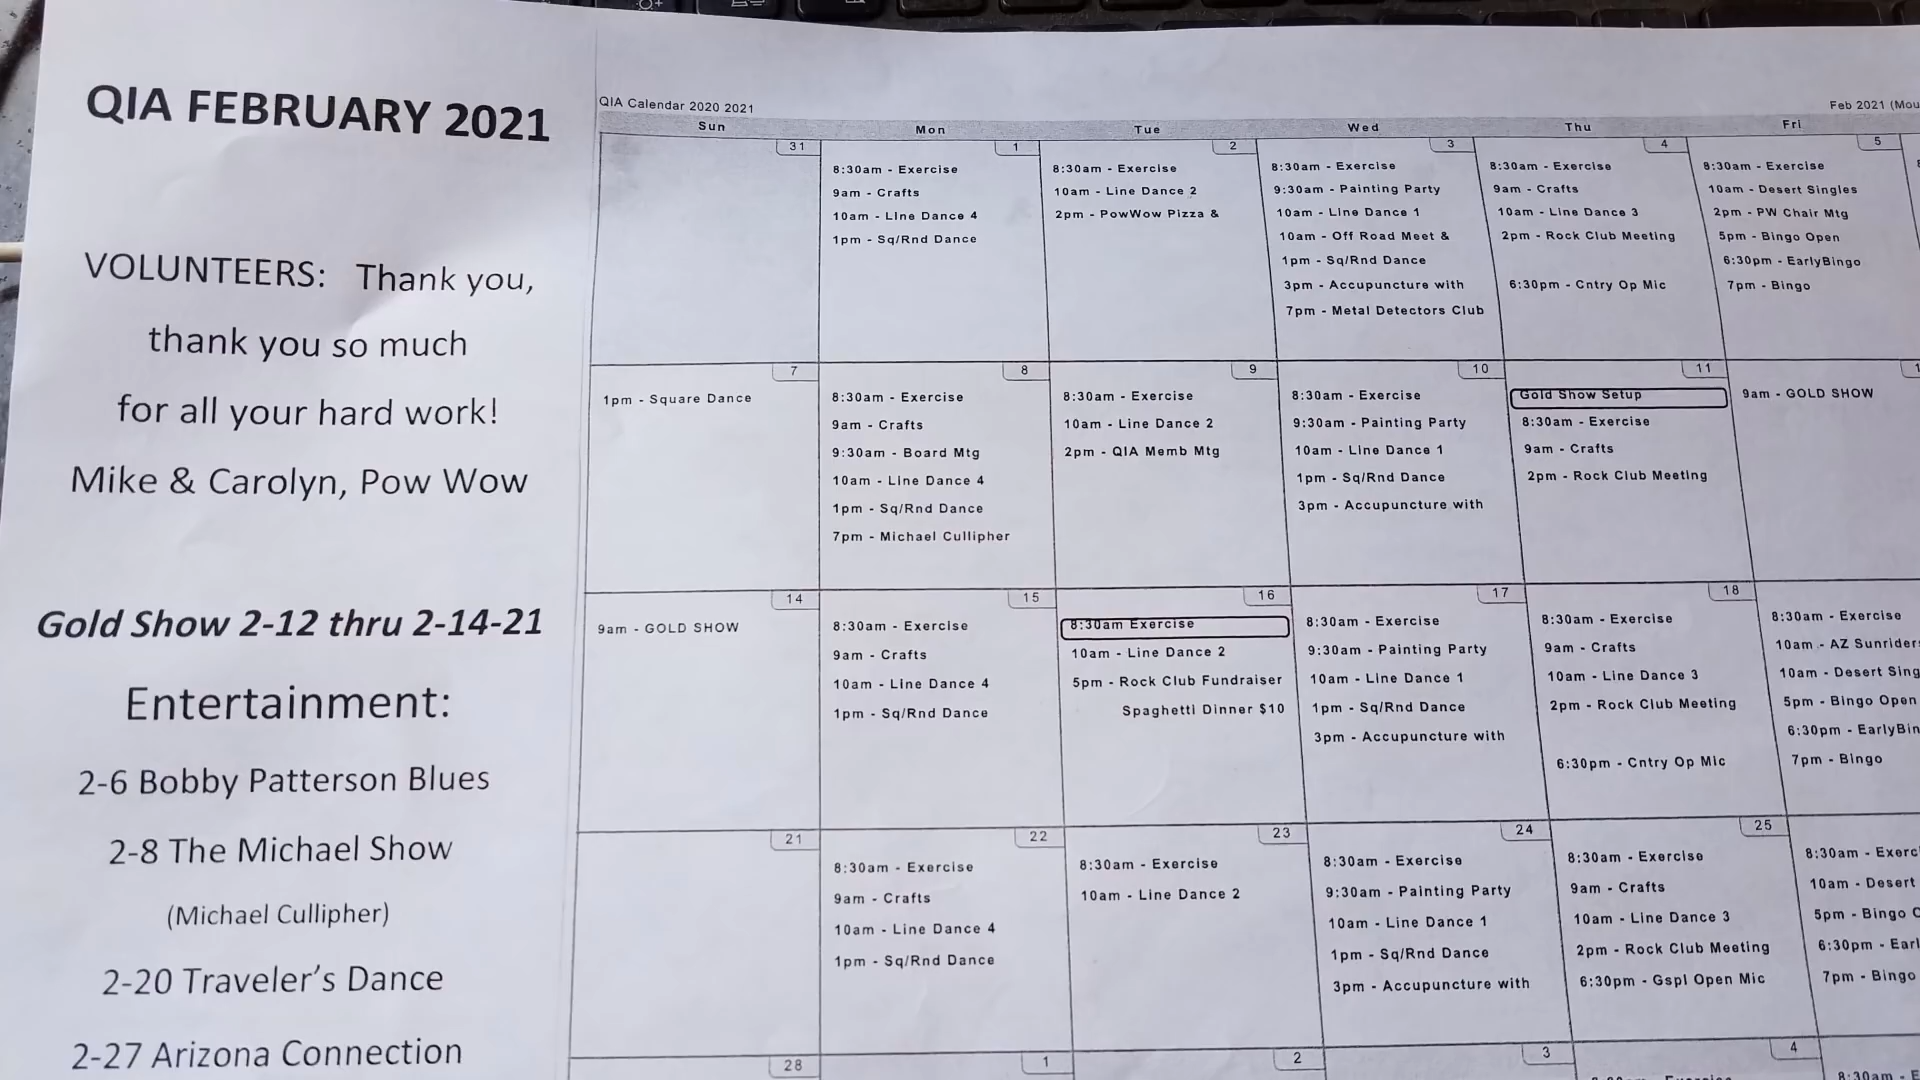 QIA FEBRUARY 2021
VOLUNTEERS: Thank you,
thank you so much
for all your hard work!
Mike & Carolyn, Pow Wow
Gold Show 2-12 thru 2-14-21
Entertainment:
2-6 Bobby Patterson Blues
2-8 The Michael Show
(Michael Cullipher)
2-20 Traveler's Dance
2-27 Arizona Connection
QIA Calendar 2020 2021
Feb 2021 (Mou
Sun
Mon
Tue
Wed
Thu
Fri
31
1
8:30am - Exercise
9am - Crafts
10am - Line Dance 4
1pm - Sq/Rnd Dance
2
8:30am - Exercise
10am - Line Dance 2
2pm - PowWow Pizza &
3
8:30am - Exercise
9:30am - Painting Party
10am - Line Dance 1
10am - Off Road Meet &
1pm - Sq/Rnd Dance
3pm - Accupuncture with
7pm - Metal Detectors Club
4
8:30am - Exercise
9am - Crafts
10am - Line Dance 3
2pm - Rock Club Meeting
6:30pm - Cntry Op Mic
5
8:30am - Exercise
10am - Desert Singles
2pm - PW Chair Mtg
5pm - Bingo Open
6:30pm - EarlyBingo
7pm - Bingo
7
1pm - Square Dance
8
8:30am - Exercise
9am - Crafts
9:30am - Board Mtg
10am - Line Dance 4
1pm - Sq/Rnd Dance
7pm - Michael Cullipher
9
8:30am - Exercise
10am - Line Dance 2
2pm - QIA Memb Mtg
10
8:30am - Exercise
9:30am - Painting Party
10am - Line Dance 1
1pm - Sq/Rnd Dance
3pm - Accupuncture with
11
Gold Show Setup
8:30am - Exercise
9am - Crafts
2pm - Rock Club Meeting
9am - GOLD SHOW
14
9am - GOLD SHOW
15
8:30am - Exercise
9am - Crafts
10am - Line Dance 4
1pm - Sq/Rnd Dance
16
8:30am Exercise
10am - Line Dance 2
5pm - Rock Club Fundraiser
Spaghetti Dinner $10
17
8:30am - Exercise
9:30am - Painting Party
10am - Line Dance 1
1pm - Sq/Rnd Dance
3pm - Accupuncture with
18
8:30am - Exercise
9am - Crafts
10am - Line Dance 3
2pm - Rock Club Meeting
6:30pm - Cntry Op Mic
8:30am - Exercise
10am - AZ Sunriders
10am - Desert Sing
5pm - Bingo Open
6:30pm - EarlyBin
7pm - Bingo
21
22
8:30am - Exercise
9am - Crafts
10am - Line Dance 4
1pm - Sq/Rnd Dance
23
8:30am - Exercise
10am - Line Dance 2
24
8:30am - Exercise
9:30am - Painting Party
10am - Line Dance 1
1pm - Sq/Rnd Dance
3pm - Accupuncture with
25
8:30am - Exercise
9am - Crafts
10am - Line Dance 3
2pm - Rock Club Meeting
6:30pm - Gspl Open Mic
8:30am - Exerc
10am - Desert
5pm - Bingo
6:30pm - Earl
7pm - Bingo
28
1
2
3
4
8:30am - E